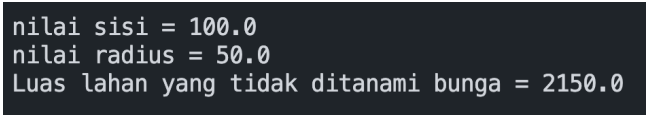 nilai sisi = 100.0
nilai radius = 50.0
Luas lahan yang tidak ditanami bunga = 2150.0